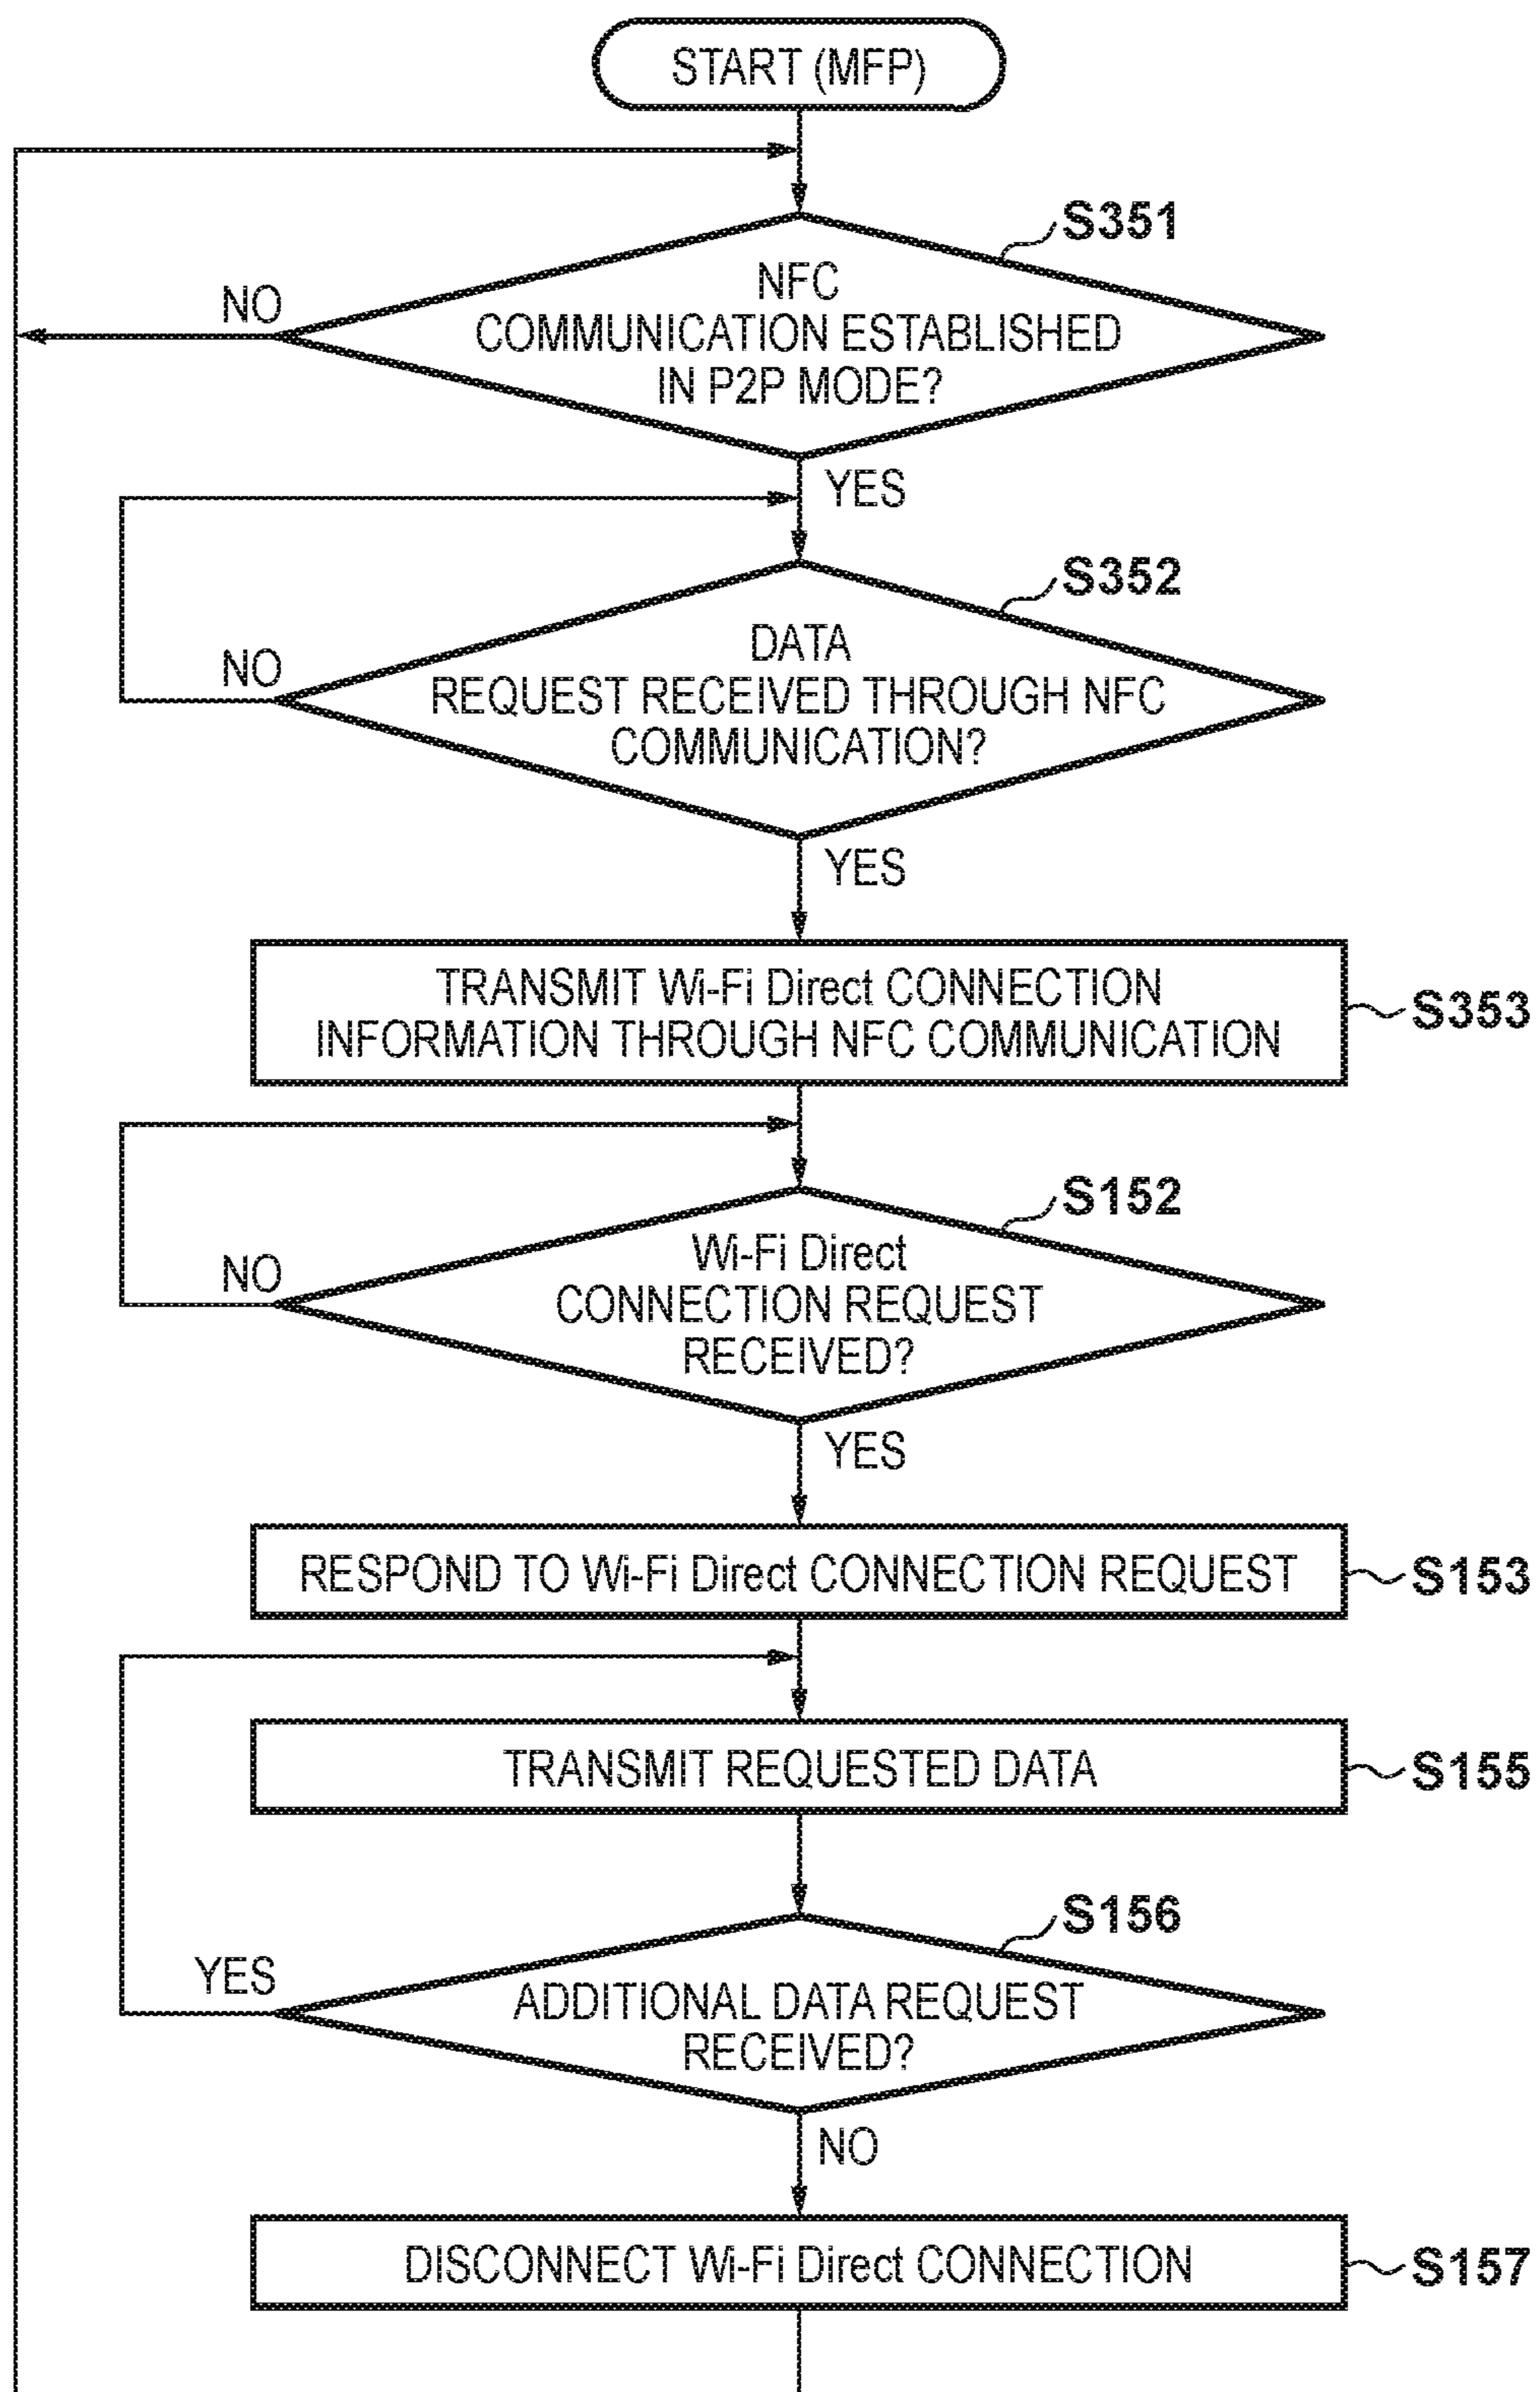 START (MFP)
S351
NFC
COMMUNICATION ESTABLISHED
IN P2P MODE?
NO
YES
S352
DATA
REQUEST RECEIVED THROUGH NFC
COMMUNICATION?
NO
YES
TRANSMIT Wi-Fi Direct CONNECTION
INFORMATION THROUGH NFC COMMUNICATION
S353
S152
Wi-Fi Direct
CONNECTION REQUEST
RECEIVED?
NO
YES
RESPOND TO Wi-Fi Direct CONNECTION REQUEST
S153
TRANSMIT REQUESTED DATA
S155
S156
YES
ADDITIONAL DATA REQUEST
RECEIVED?
NO
DISCONNECT Wi-Fi Direct CONNECTION
S157